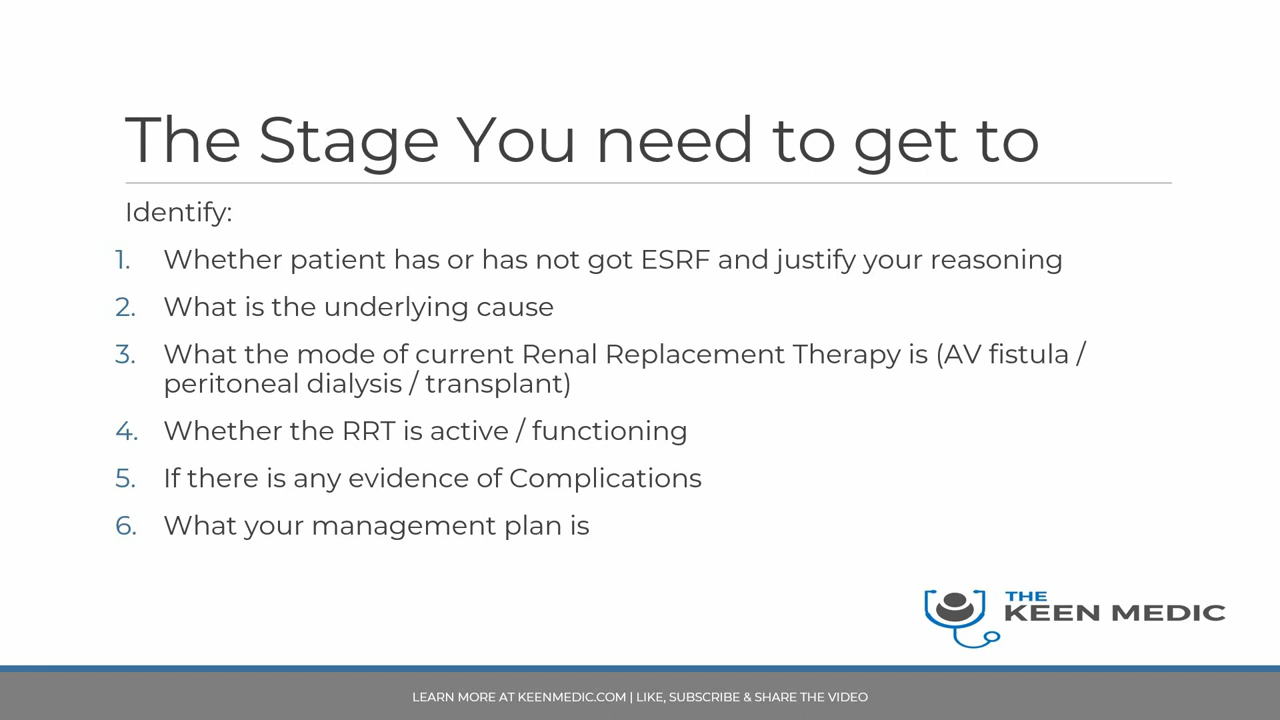 The Stage You need to get to
Identify:
1. Whether patient has or has not got ESRF and justify your reasoning
2. What is the underlying cause
3. What the mode of current Renal Replacement Therapy is (AV fistula /
peritoneal dialysis / transplant)
4. Whether the RRT is active / functioning
5. If there is any evidence of Complications
6. What your management plan is
THE
KEEN MEDIC
LEARN MORE AT KEENMEDIC.COM | LIKE, SUBSCRIBE & SHARE THE VIDEO